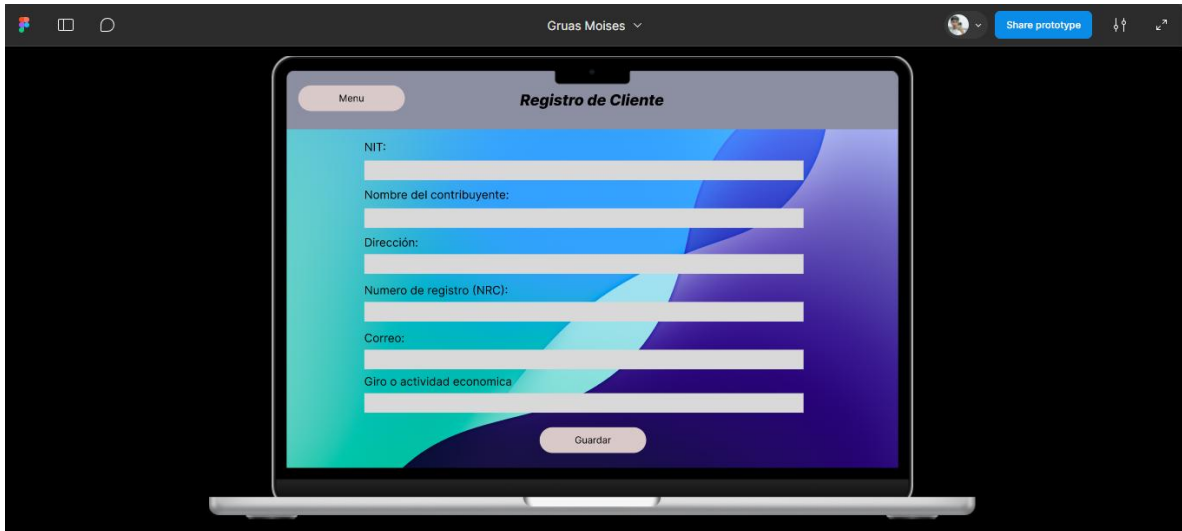 Gruas Moises
Share prototype
Menu
Registro de Cliente
NIT:
Nombre del contribuyente:
Dirección:
Numero de registro (NRC):
Correo:
Giro o actividad economica
Guardar